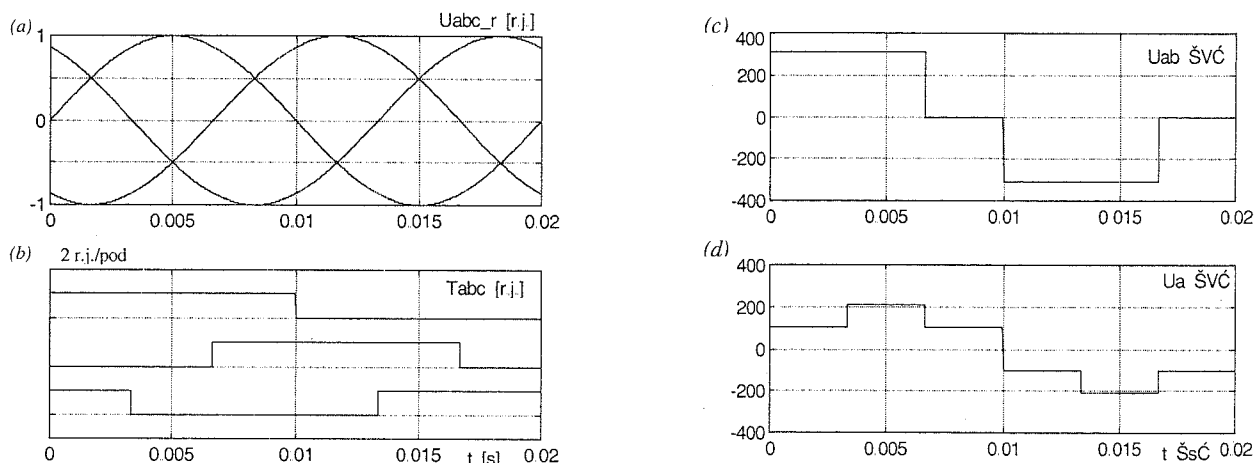 (a)
Uabc_r [r.j.]
1
0
-1
0 0.005 0.01 0.015 0.02
(b)
2 r.j./pod
Tabc [r.j.]
0 0.005 0.01 0.015 0.02
t [s]
(c)
Uab ŠVĆ
400
200
0
-200
-400
0 0.005 0.01 0.015 0.02
(d)
Ua ŠVĆ
400
200
0
-200
-400
0 0.005 0.01 0.015 0.02
t ŠsĆ